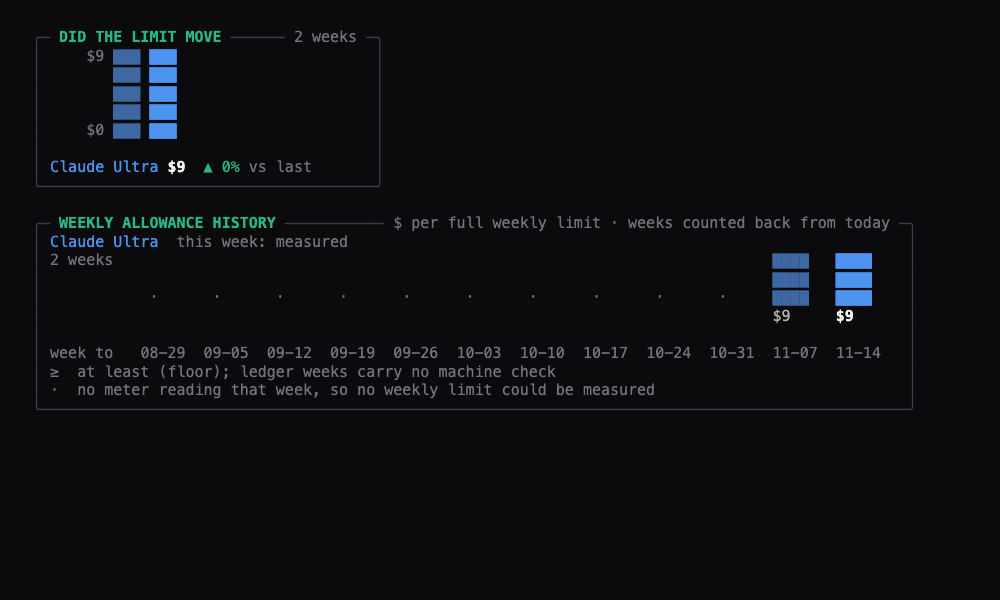 DID THE LIMIT MOVE 2 weeks
$9
$0
Claude Ultra $9 ▲ 0% vs last
WEEKLY ALLOWANCE HISTORY $ per full weekly limit · weeks counted back from today
Claude Ultra this week: measured
2 weeks
· · · · · · · · · ·
$9 $9
week to 08-29 09-05 09-12 09-19 09-26 10-03 10-10 10-17 10-24 10-31 11-07 11-14
≥ at least (floor); ledger weeks carry no machine check
· no meter reading that week, so no weekly limit could be measured